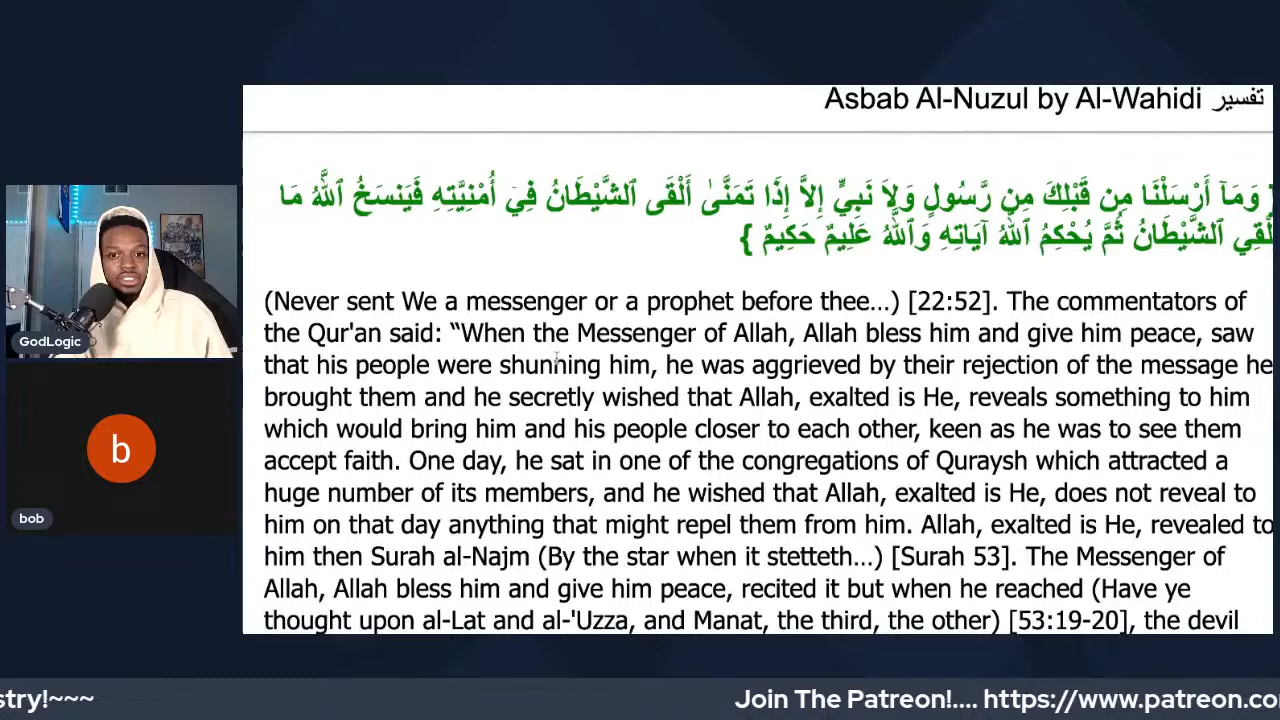 Asbab Al-Nuzul by Al-Wahidi تفسير
وَمَآ أَرْسَلْنَا مِن قَبْلِكَ مِن رَّسُولٍ وَلاَ نَبِيٍّ إِلاَّ إِذَا تَمَنَّىٰ أَلْقَى ٱلشَّيْطَانُ فِيۤ أُمْنِيَّتِهِ فَيَنسَخُ ٱللَّهُ مَا
يُلْقِي ٱلشَّيْطَانُ ثُمَّ يُحْكِمُ ٱللَّهُ آيَاتِهِ وَٱللَّهُ عَلِيمٌ حَكِيمٌ }
(Never sent We a messenger or a prophet before thee…) [22:52]. The commentators of
the Qur'an said: “When the Messenger of Allah, Allah bless him and give him peace, saw
that his people were shunning him, he was aggrieved by their rejection of the message he
brought them and he secretly wished that Allah, exalted is He, reveals something to him
which would bring him and his people closer to each other, keen as he was to see them
accept faith. One day, he sat in one of the congregations of Quraysh which attracted a
huge number of its members, and he wished that Allah, exalted is He, does not reveal to
him on that day anything that might repel them from him. Allah, exalted is He, revealed to
him then Surah al-Najm (By the star when it stetteth…) [Surah 53]. The Messenger of
Allah, Allah bless him and give him peace, recited it but when he reached (Have ye
thought upon al-Lat and al-'Uzza, and Manat, the third, the other) [53:19-20], the devil
GodLogic
b
bob
stry!~~~
Join The Patreon!.... https://www.patreon.co